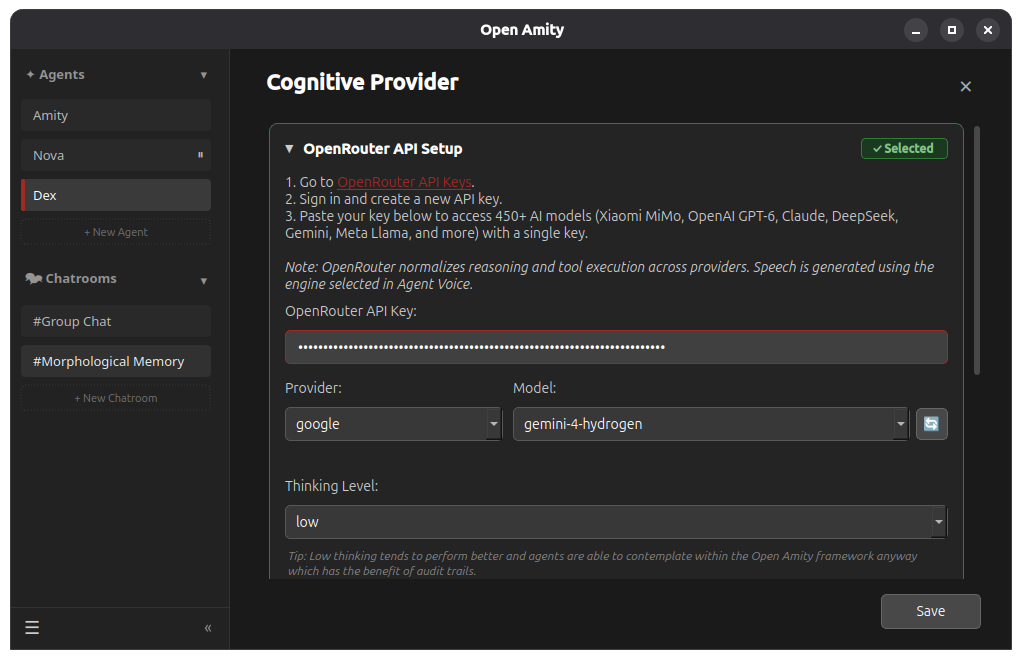 Open Amity
Agents
Amity
Nova
Dex
+ New Agent
Chatrooms
#Group Chat
#Morphological Memory
+ New Chatroom
Cognitive Provider
OpenRouter API Setup
✓ Selected
1. Go to OpenRouter API Keys.
2. Sign in and create a new API key.
3. Paste your key below to access 450+ AI models (Xiaomi MiMo, OpenAI GPT-6, Claude, DeepSeek,
Gemini, Meta Llama, and more) with a single key.
Note: OpenRouter normalizes reasoning and tool execution across providers. Speech is generated using the
engine selected in Agent Voice.
OpenRouter API Key:
Provider:
Model:
google
gemini-4-hydrogen
Thinking Level:
low
Tip: Low thinking tends to perform better and agents are able to contemplate within the Open Amity framework anyway
which has the benefit of audit trails.
Save